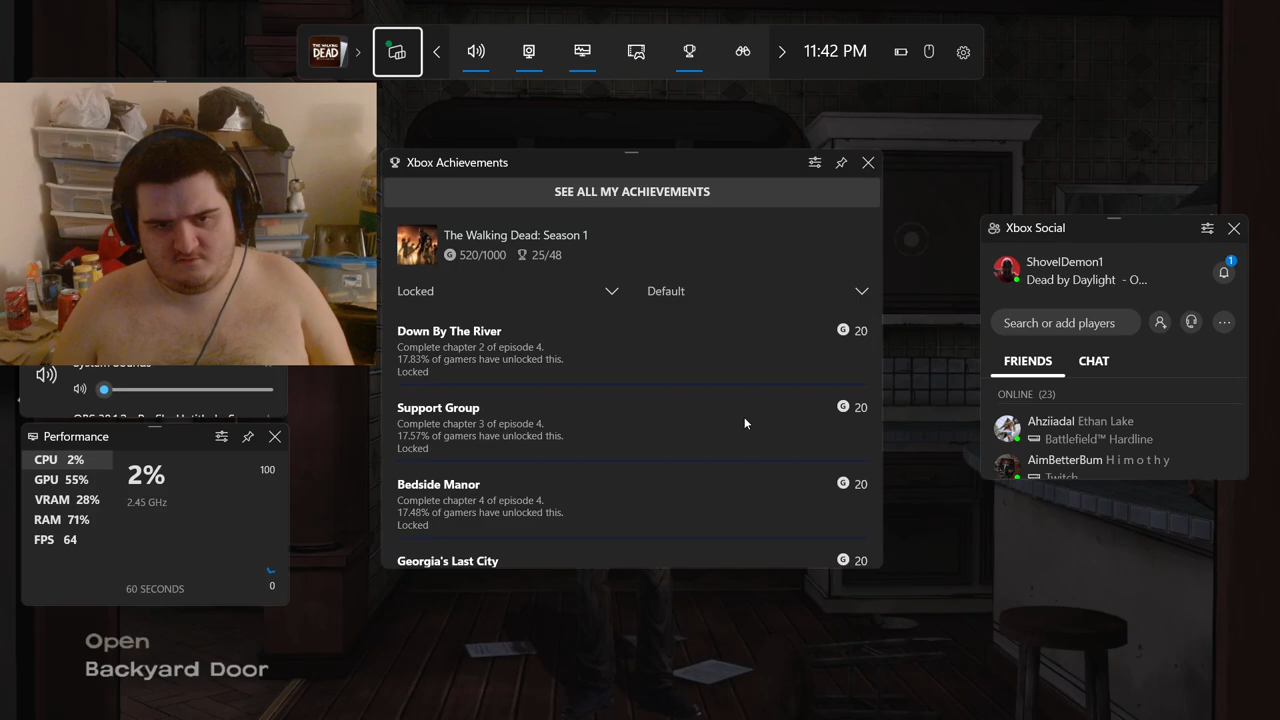 THE WALKING
DEAD
11:42 PM
Xbox Achievements
SEE ALL MY ACHIEVEMENTS
The Walking Dead: Season 1
G 520/1000 25/48
Locked Default
Down By The River G 20
Complete chapter 2 of episode 4.
17.83% of gamers have unlocked this.
Locked
Support Group G 20
Complete chapter 3 of episode 4.
17.57% of gamers have unlocked this.
Locked
Bedside Manor G 20
Complete chapter 4 of episode 4.
17.48% of gamers have unlocked this.
Locked
Georgia's Last City G 20
Xbox Social
ShovelDemon1
Dead by Daylight - O...
1
Search or add players
FRIENDS CHAT
ONLINE (23)
Ahziiadal Ethan Lake
Battlefield™ Hardline
AimBetterBum H i m o t h y
Twitch
System Sounds
Performance
CPU 2%
GPU 55%
VRAM 28%
RAM 71%
FPS 64
2%
2.45 GHz
100
60 SECONDS 0
Open
Backyard Door